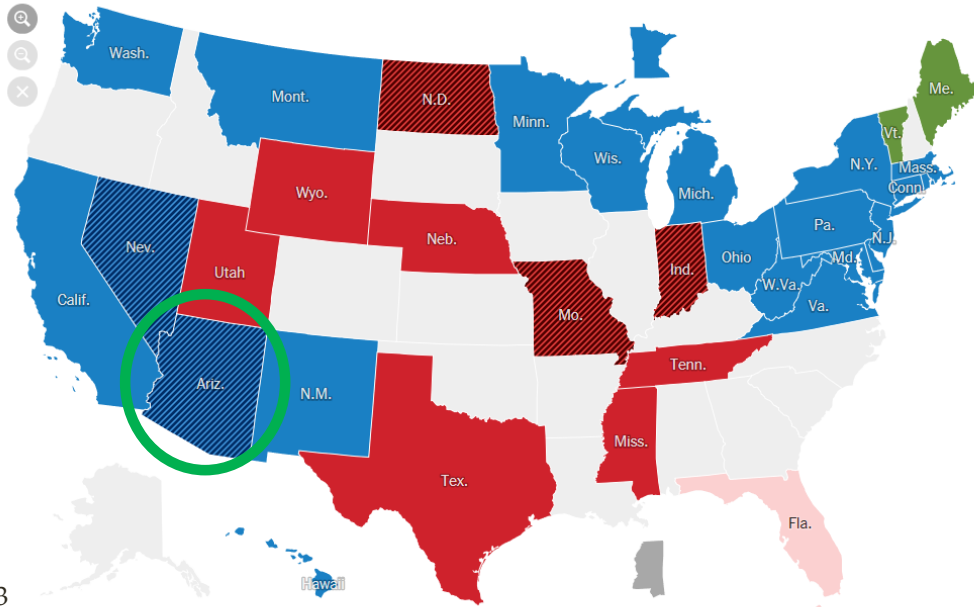 Wash.
Mont.
N.D.
Minn.
Me.
Vt.
Wis.
N.Y.
Mass.
Mich.
Conn.
Wyo.
Pa.
Neb.
N.J.
Nev.
Ohio
Md.
Utah
Ind.
W.Va.
Calif.
Va.
Mo.
Tenn.
Ariz.
N.M.
Miss.
Tex.
Fla.
Hawaii
3